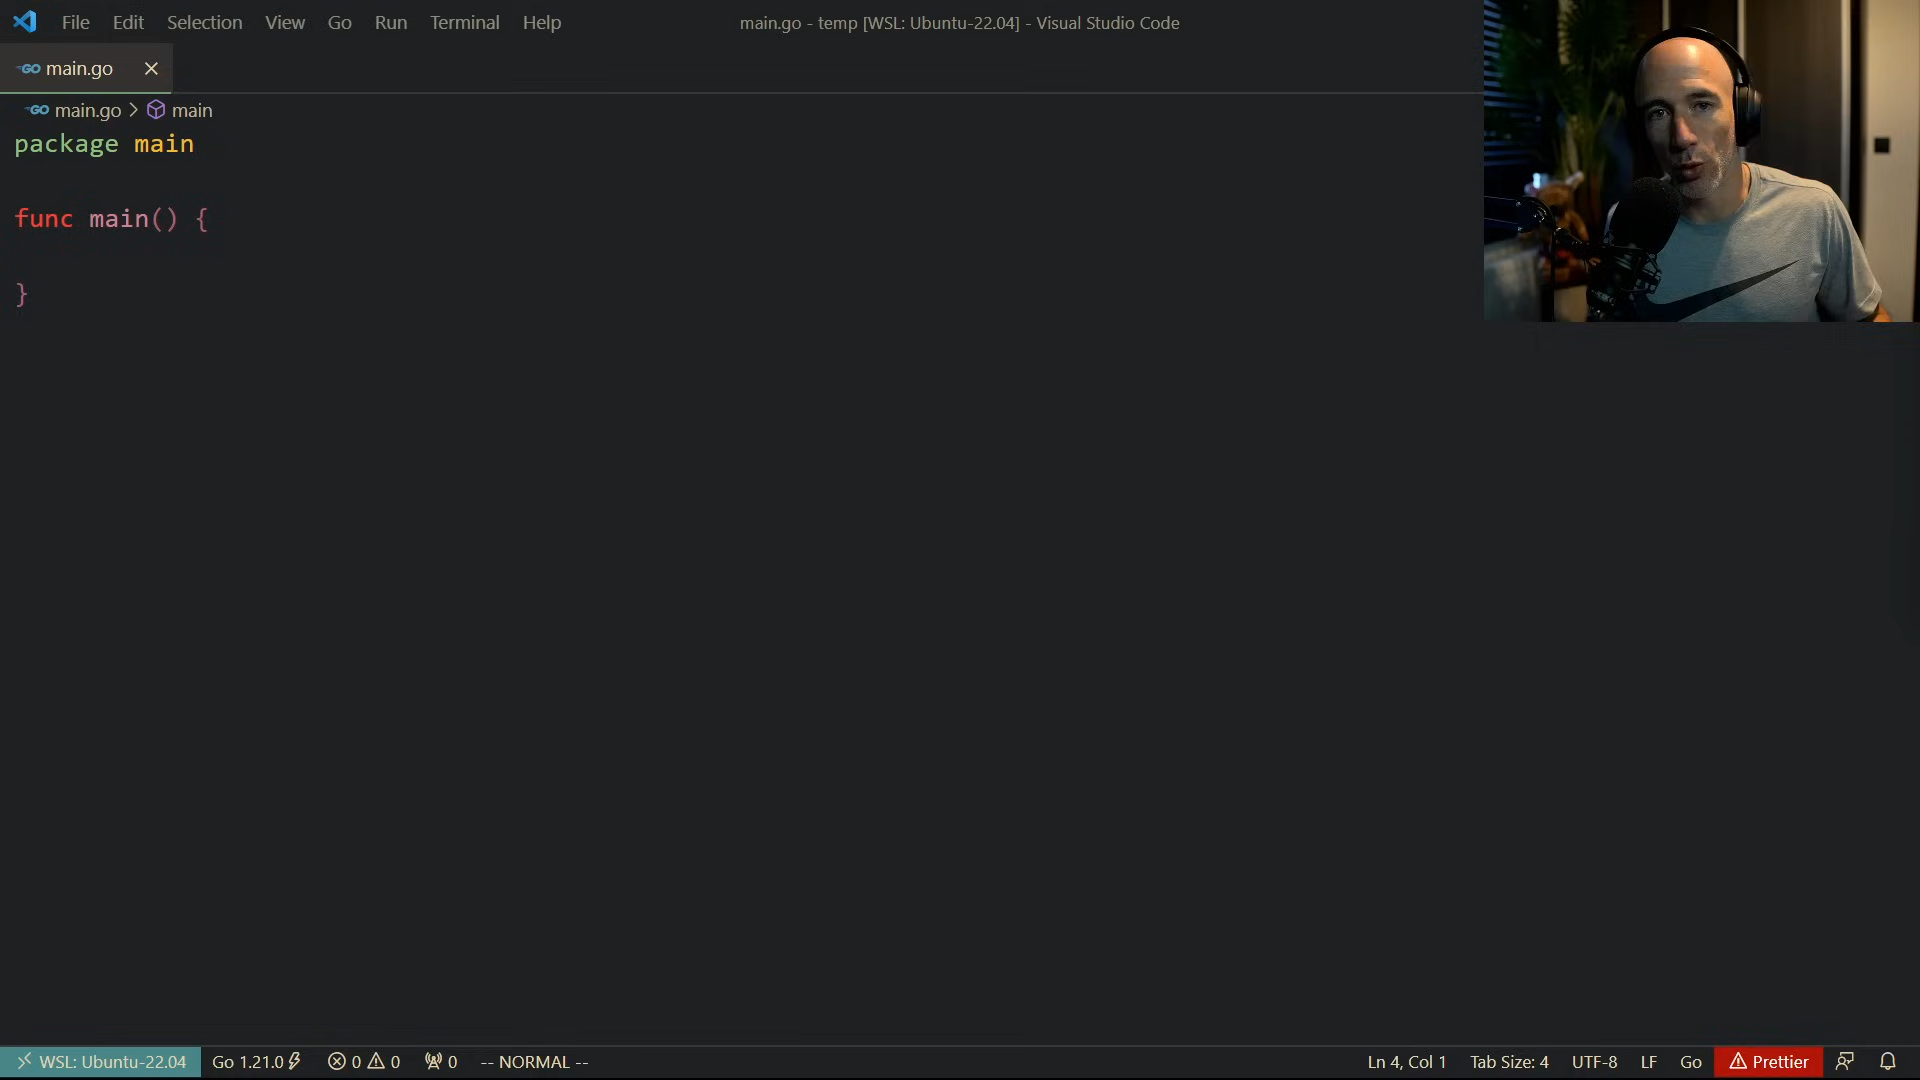 File Edit Selection View Go Run Terminal Help
main.go - temp [WSL: Ubuntu-22.04] - Visual Studio Code
GO main.go
GO main.go > main
package main
func main() {
}
WSL: Ubuntu-22.04 Go 1.21.0 0 0 0 -- NORMAL --
Ln 4, Col 1 Tab Size: 4 UTF-8 LF Go Prettier